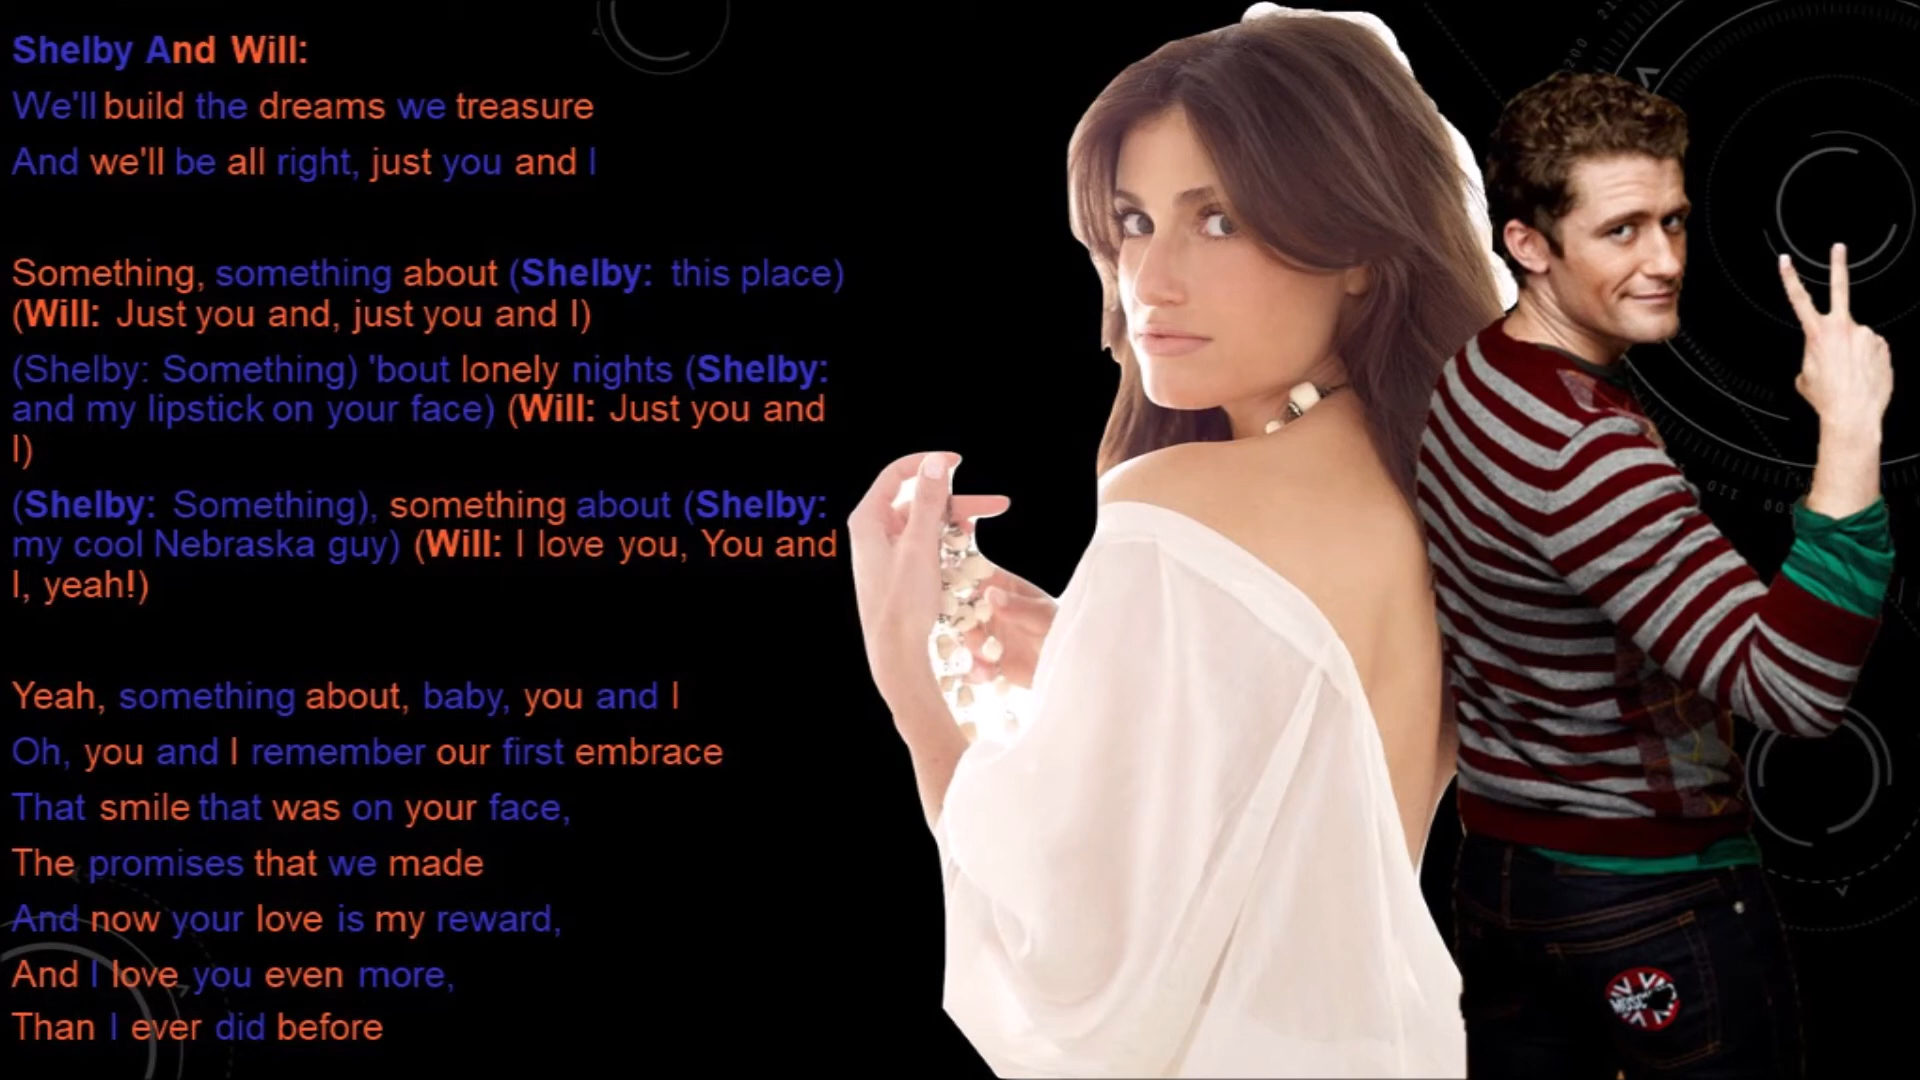 Shelby And Will:
We'll build the dreams we treasure
And we'll be all right, just you and I
Something, something about (Shelby: this place)
(Will: Just you and, just you and I)
(Shelby: Something) 'bout lonely nights (Shelby:
and my lipstick on your face) (Will: Just you and
I)
(Shelby: Something), something about (Shelby:
my cool Nebraska guy) (Will: I love you, You and
I, yeah!)
Yeah, something about, baby, you and I
Oh, you and I remember our first embrace
That smile that was on your face,
The promises that we made
And now your love is my reward,
And I love you even more,
Than I ever did before